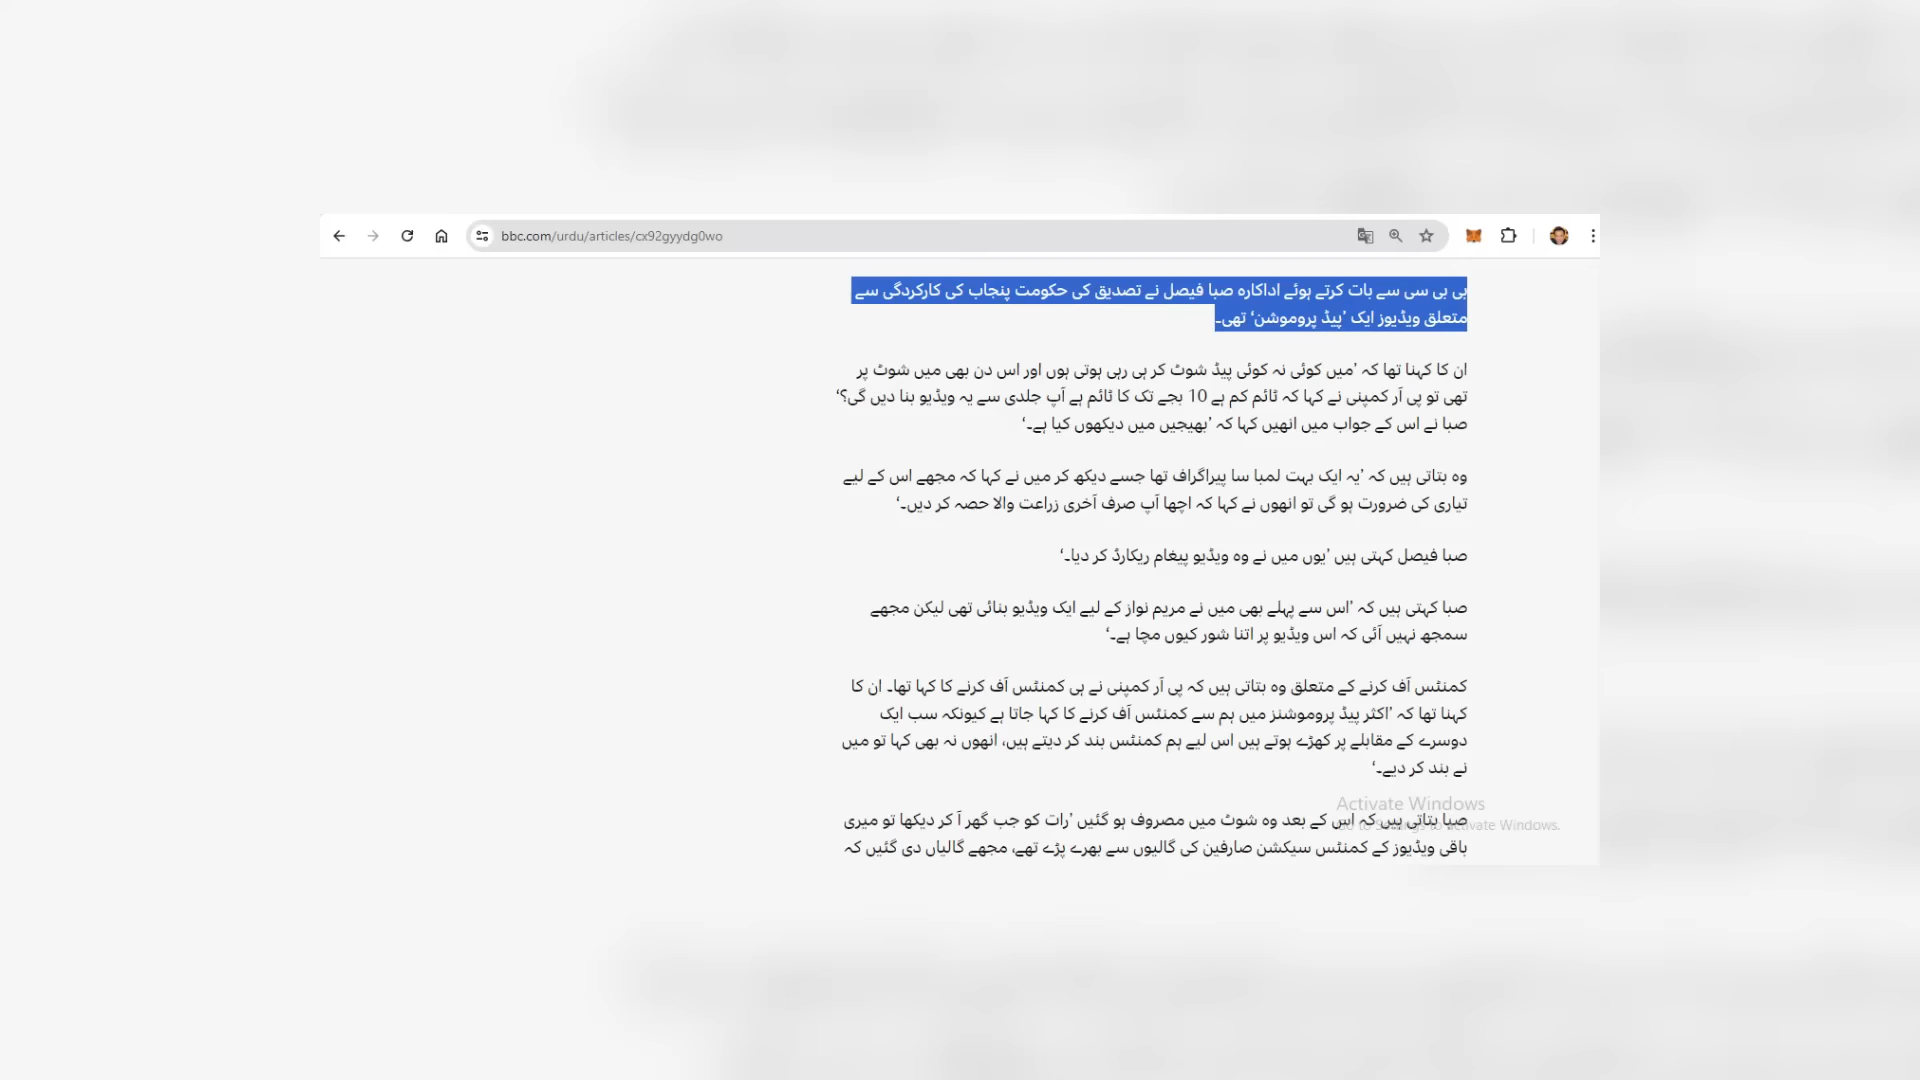 bbc.com/urdu/articles/cx92gyydg0wo
بی بی سی سے بات کرتے ہوئے اداکارہ صبا فیصل نے تصدیق کی حکومت پنجاب کی کارکردگی سے
متعلق ویڈیوز ایک ’پیڈ پروموشن‘ تھی۔
ان کا کہنا تھا کہ ’میں کوئی نہ کوئی پیڈ شوٹ کر ہی رہی ہوتی ہوں اور اس دن بھی میں شوٹ پر
تھی تو پی آر کمپنی نے کہا کہ ٹائم کم ہے 10 بجے تک کا ٹائم ہے آپ جلدی سے یہ ویڈیو بنا دیں گی؟‘
صبا نے اس کے جواب میں انھیں کہا کہ ’بھیجیں میں دیکھوں کیا ہے۔‘
وہ بتاتی ہیں کہ ’یہ ایک بہت لمبا سا پیراگراف تھا جسے دیکھ کر میں نے کہا کہ مجھے اس کے لیے
تیاری کی ضرورت ہو گی تو انھوں نے کہا کہ اچھا آپ صرف آخری زراعت والا حصہ کر دیں۔‘
صبا فیصل کہتی ہیں ’یوں میں نے وہ ویڈیو پیغام ریکارڈ کر دیا۔‘
صبا کہتی ہیں کہ ’اس سے پہلے بھی میں نے مریم نواز کے لیے ایک ویڈیو بنائی تھی لیکن مجھے
سمجھ نہیں آئی کہ اس ویڈیو پر اتنا شور کیوں مچا ہے۔‘
کمنٹس آف کرنے کے متعلق وہ بتاتی ہیں کہ پی آر کمپنی نے ہی کمنٹس آف کرنے کا کہا تھا۔ ان کا
کہنا تھا کہ ’اکثر پیڈ پروموشنز میں ہم سے کمنٹس آف کرنے کا کہا جاتا ہے کیونکہ سب ایک
دوسرے کے مقابلے پر کھڑے ہوتے ہیں اس لیے ہم کمنٹس بند کر دیتے ہیں، انھوں نہ بھی کہا تو میں
نے بند کر دیے۔‘
Activate Windows
Go to Settings to activate Windows.
صبا بتاتی ہیں کہ اس کے بعد وہ شوٹ میں مصروف ہو گئیں ’رات کو جب گھر آ کر دیکھا تو میری
باقی ویڈیوز کے کمنٹس سیکشن صارفین کی گالیوں سے بھرے پڑے تھے، مجھے گالیاں دی گئیں کہ